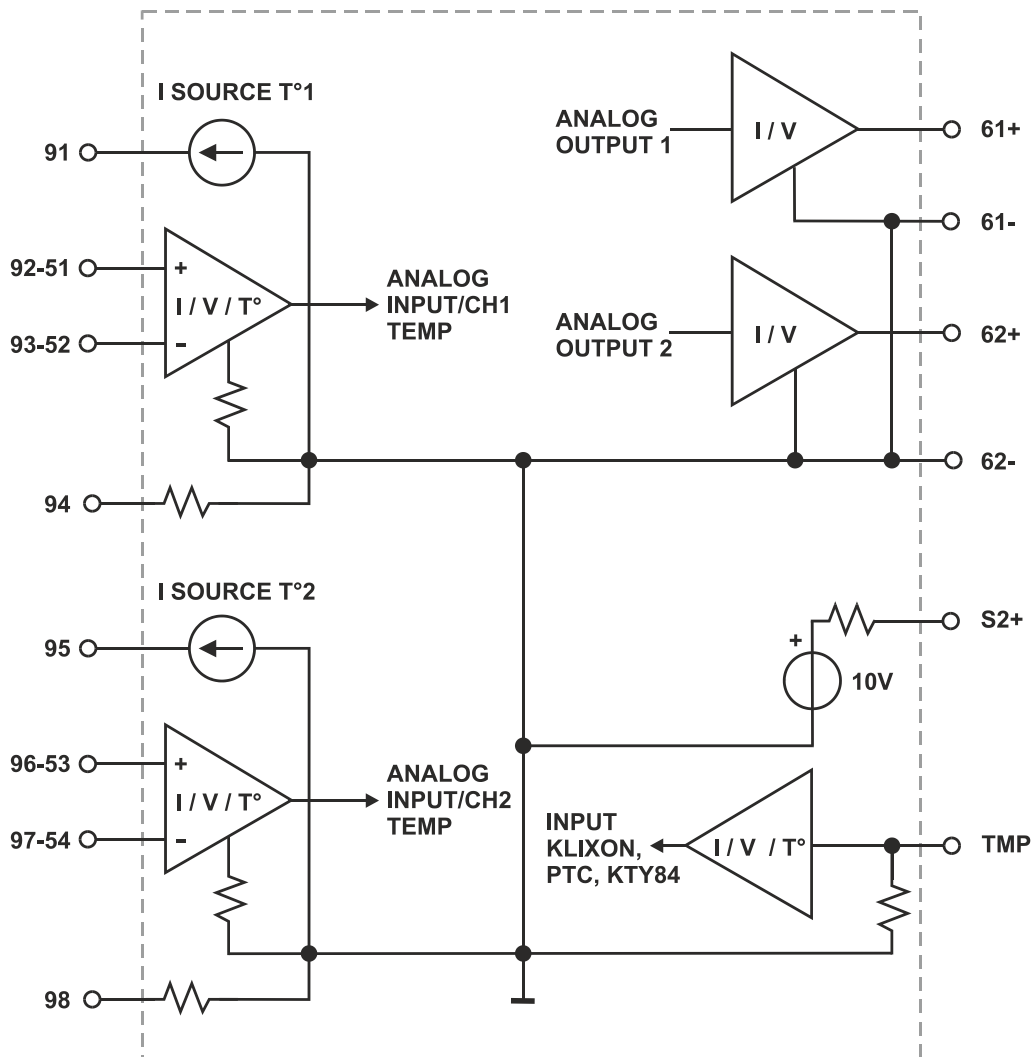 I SOURCE T°1
91
92-51
+
I / V / T°
93-52
–
ANALOG
INPUT/CH1
TEMP
94
ANALOG
OUTPUT 1
I / V
61+
61-
ANALOG
OUTPUT 2
I / V
62+
62-
I SOURCE T°2
95
96-53
+
I / V / T°
97-54
–
ANALOG
INPUT/CH2
TEMP
98
S2+
+
10V
INPUT
KLIXON,
PTC, KTY84
I / V / T°
TMP